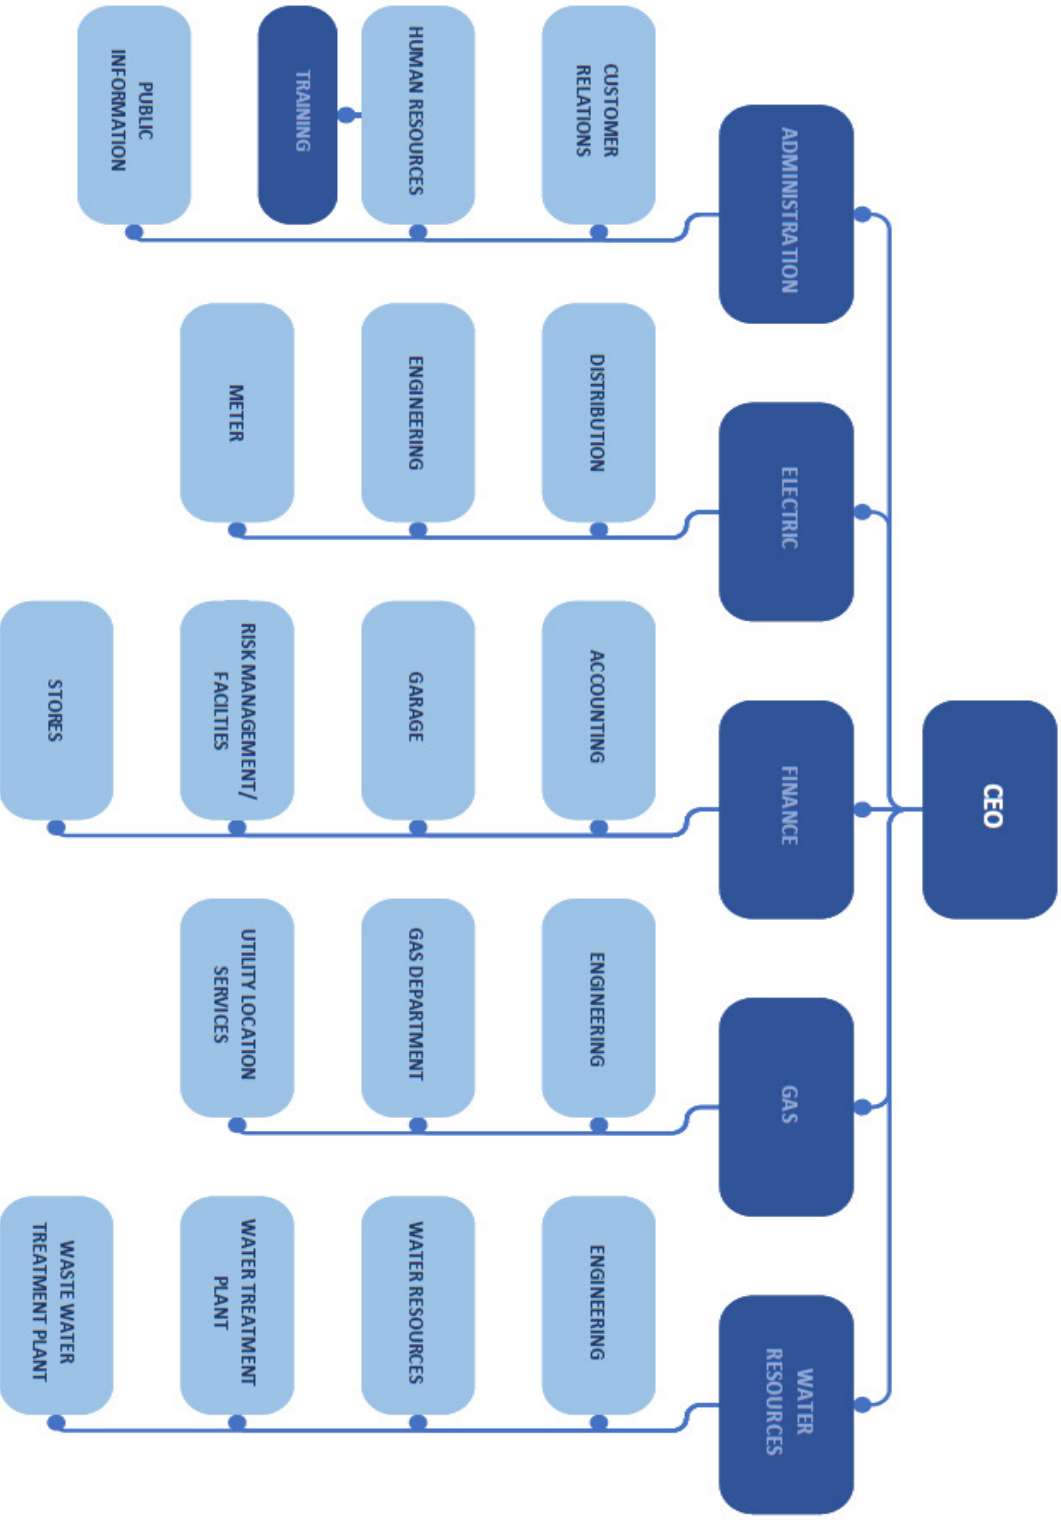 CEO
ADMINISTRATION
ELECTRIC
FINANCE
GAS
WATER
RESOURCES
CUSTOMER
RELATIONS
HUMAN RESOURCES
TRAINING
PUBLIC
INFORMATION
DISTRIBUTION
ENGINEERING
METER
ACCOUNTING
GARAGE
RISK MANAGEMENT/
FACILTIES
STORES
ENGINEERING
GAS DEPARTMENT
UTILITY LOCATION
SERVICES
ENGINEERING
WATER RESOURCES
WATER TREATMENT
PLANT
WASTE WATER
TREATMENT PLANT